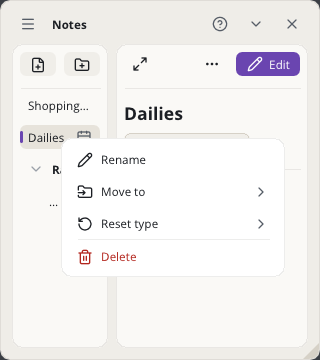 Notes
Edit
Shopping...
Dailies
Dailies
...
Rename
Move to
Reset type
Delete